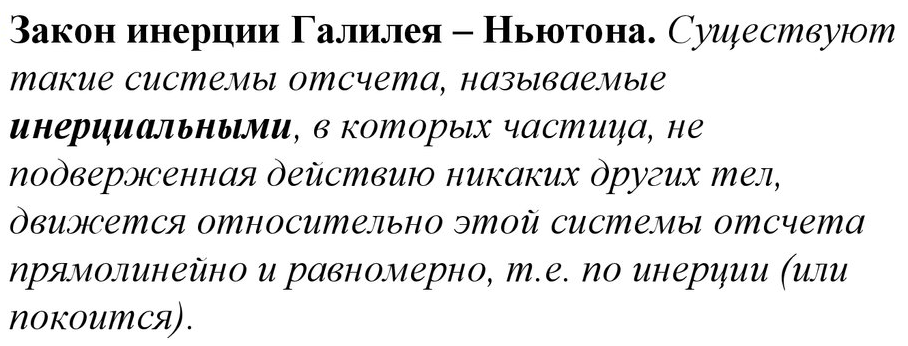 Закон инерции Галилея – Ньютона. Существуют
такие системы отсчета, называемые
инерциальными, в которых частица, не
подверженная действию никаких других тел,
движется относительно этой системы отсчета
прямолинейно и равномерно, т.е. по инерции (или
покоится).